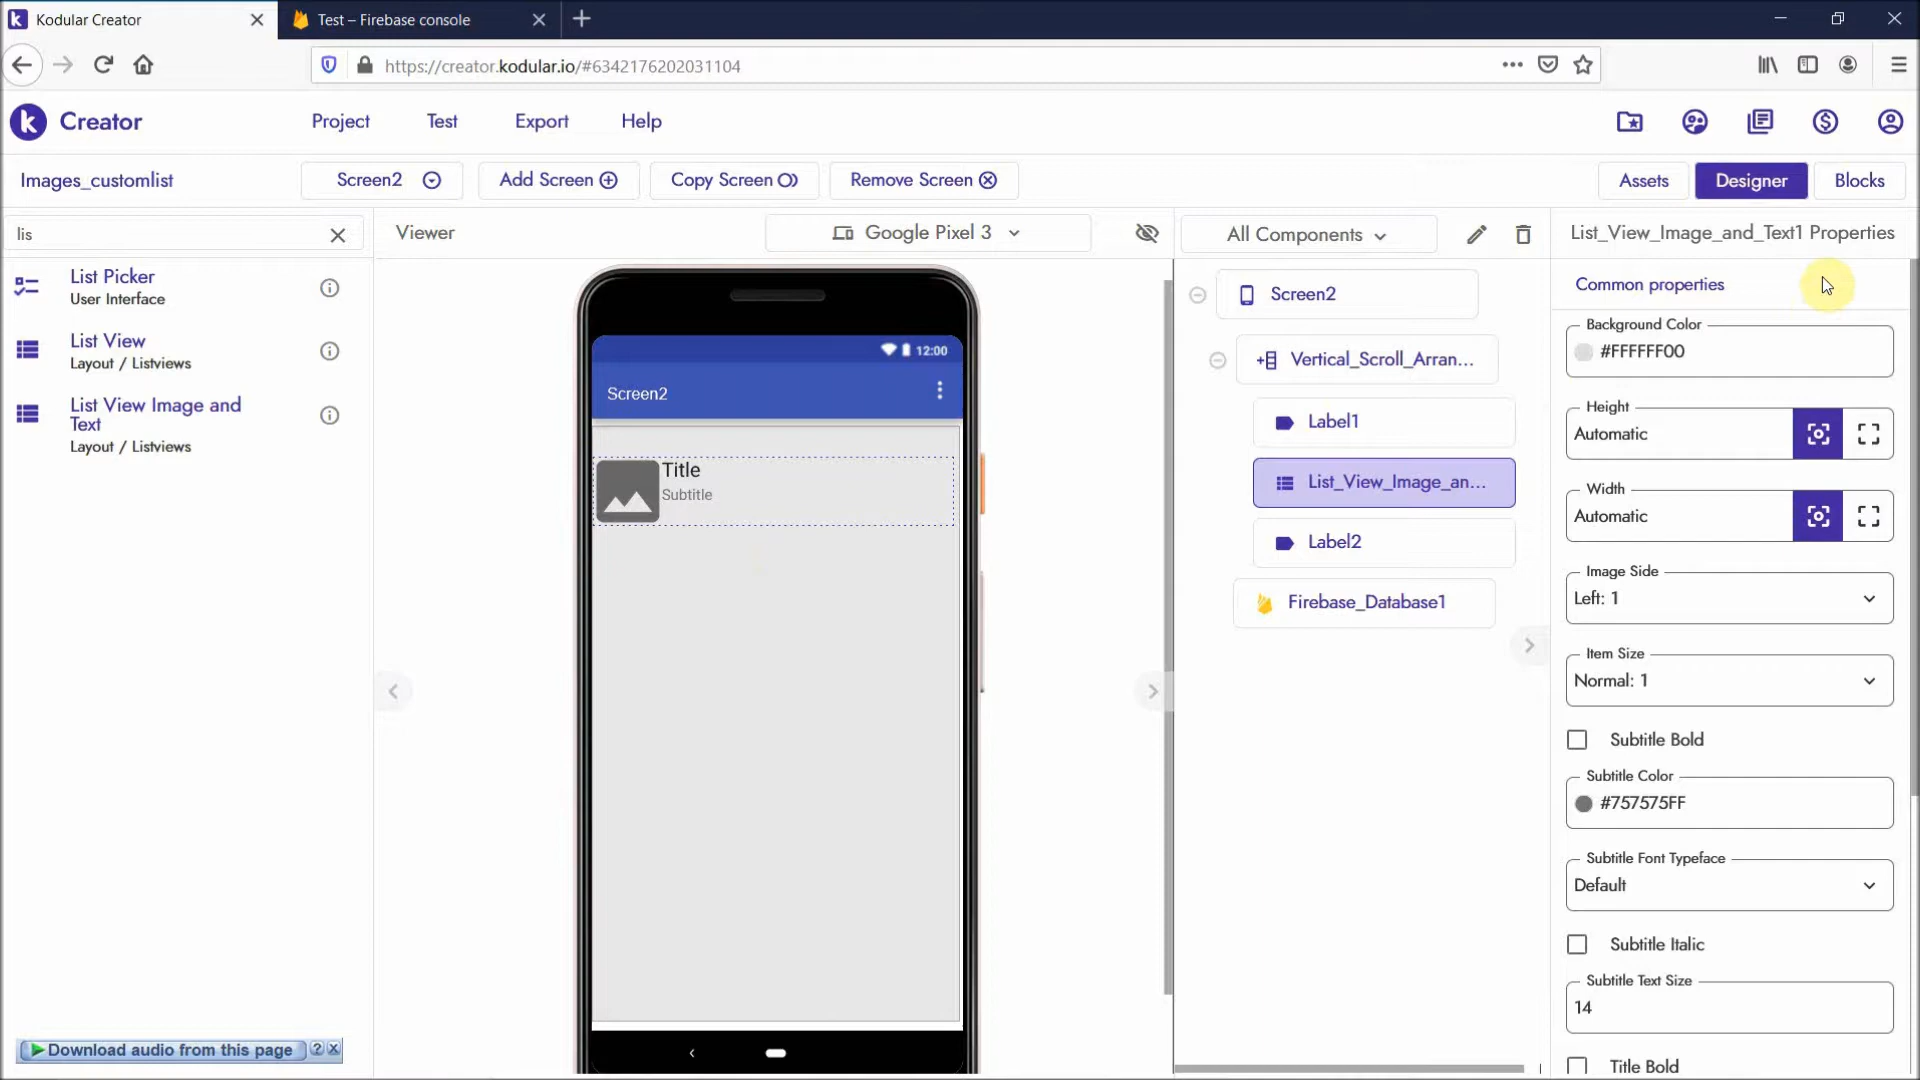 Kodular Creator
Test – Firebase console
https://creator.kodular.io/#6342176202031104
k Creator
Project
Test
Export
Help
Images_customlist
Screen2
Add Screen
Copy Screen
Remove Screen
Assets
Designer
Blocks
lis
List Picker
User Interface
List View
Layout / Listviews
List View Image and
Text
Layout / Listviews
Download audio from this page
?
Viewer
Google Pixel 3
12:00
Screen2
Title
Subtitle
All Components
Screen2
Vertical_Scroll_Arran...
Label1
List_View_Image_an...
Label2
Firebase_Database1
List_View_Image_and_Text1 Properties
Common properties
Background Color
#FFFFFF00
Height
Automatic
Width
Automatic
Image Side
Left: 1
Item Size
Normal: 1
Subtitle Bold
Subtitle Color
#757575FF
Subtitle Font Typeface
Default
Subtitle Italic
Subtitle Text Size
14
Title Bold